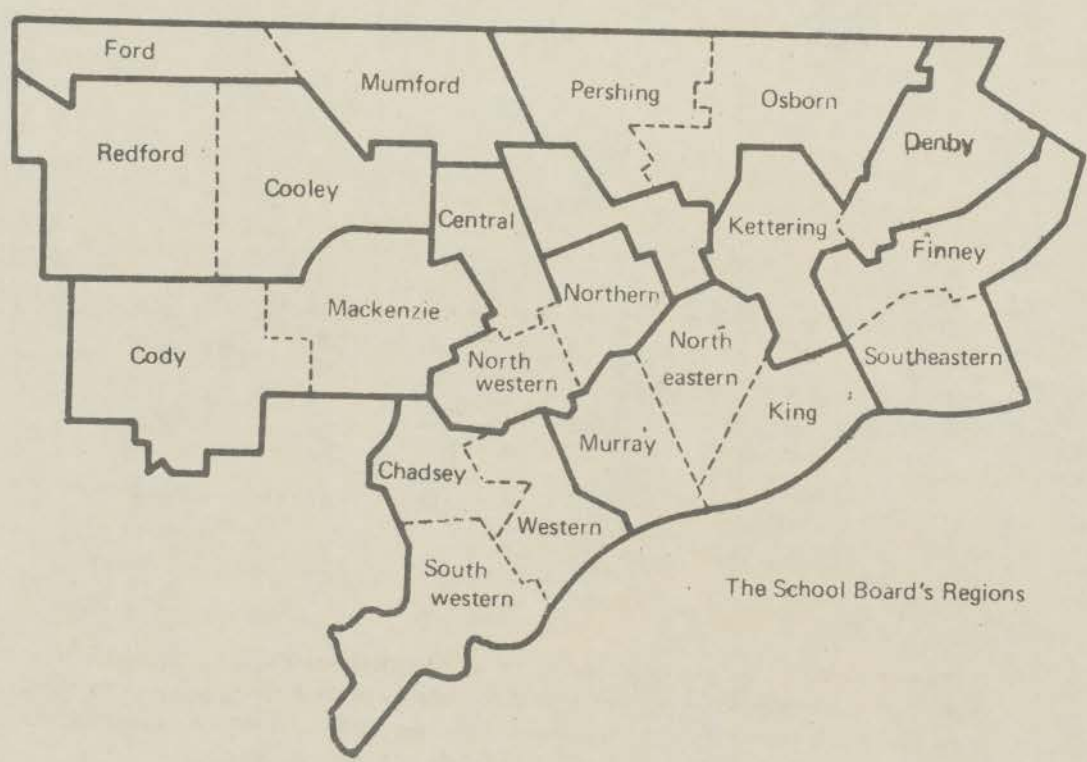 Ford
Mumford
Pershing
Osborn
Redford
Denby
Cooley
Central
Kettering
Finney
Mackenzie
Northern
Cody
North
western
North
eastern
Southeastern
King
Murray
Chadsey
Western
South
western
The School Board's Regions